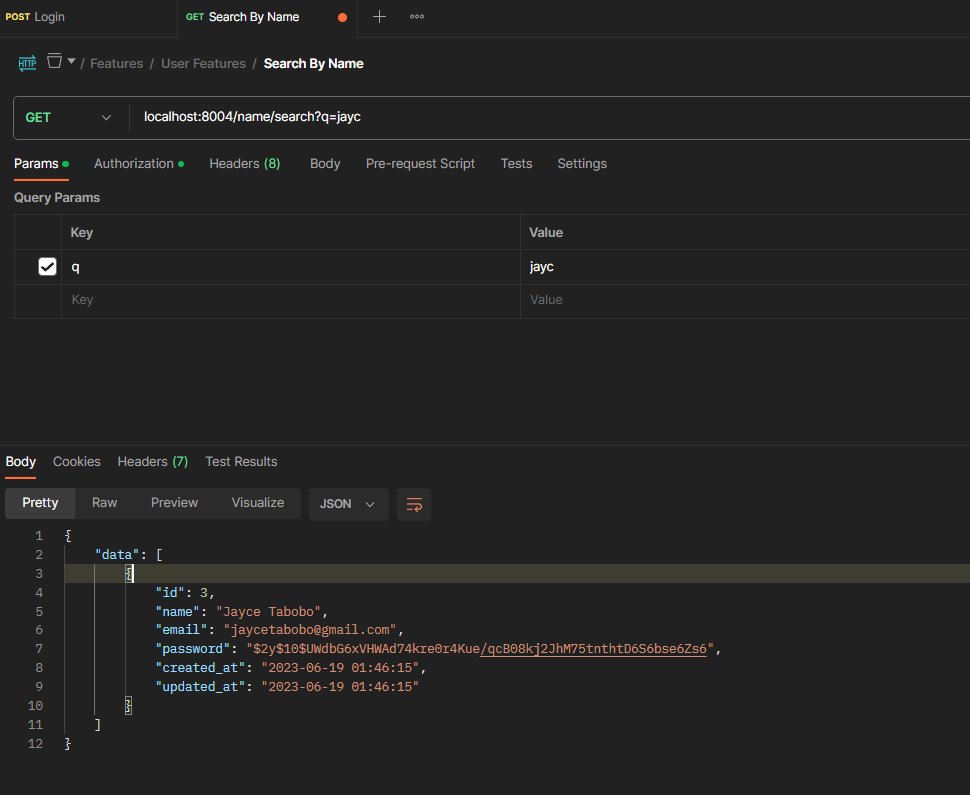 POST Login
GET Search By Name
HTTP / Features / User Features / Search By Name
GET localhost:8004/name/search?q=jayc
Params Authorization Headers (8) Body Pre-request Script Tests Settings
Query Params
Key Value
q jayc
Key Value
Body Cookies Headers (7) Test Results
Pretty Raw Preview Visualize JSON
1 {
2 "data": [
3 {
4 "id": 3,
5 "name": "Jayce Tabobo",
6 "email": "jaycetabobo@gmail.com",
7 "password": "$2y$10$UWdbG6xVHWAd74kre0r4Kue/qcB08kj2JhM75tnthtD6S6bse6Zs6",
8 "created_at": "2023-06-19 01:46:15",
9 "updated_at": "2023-06-19 01:46:15"
10 }
11 ]
12 }